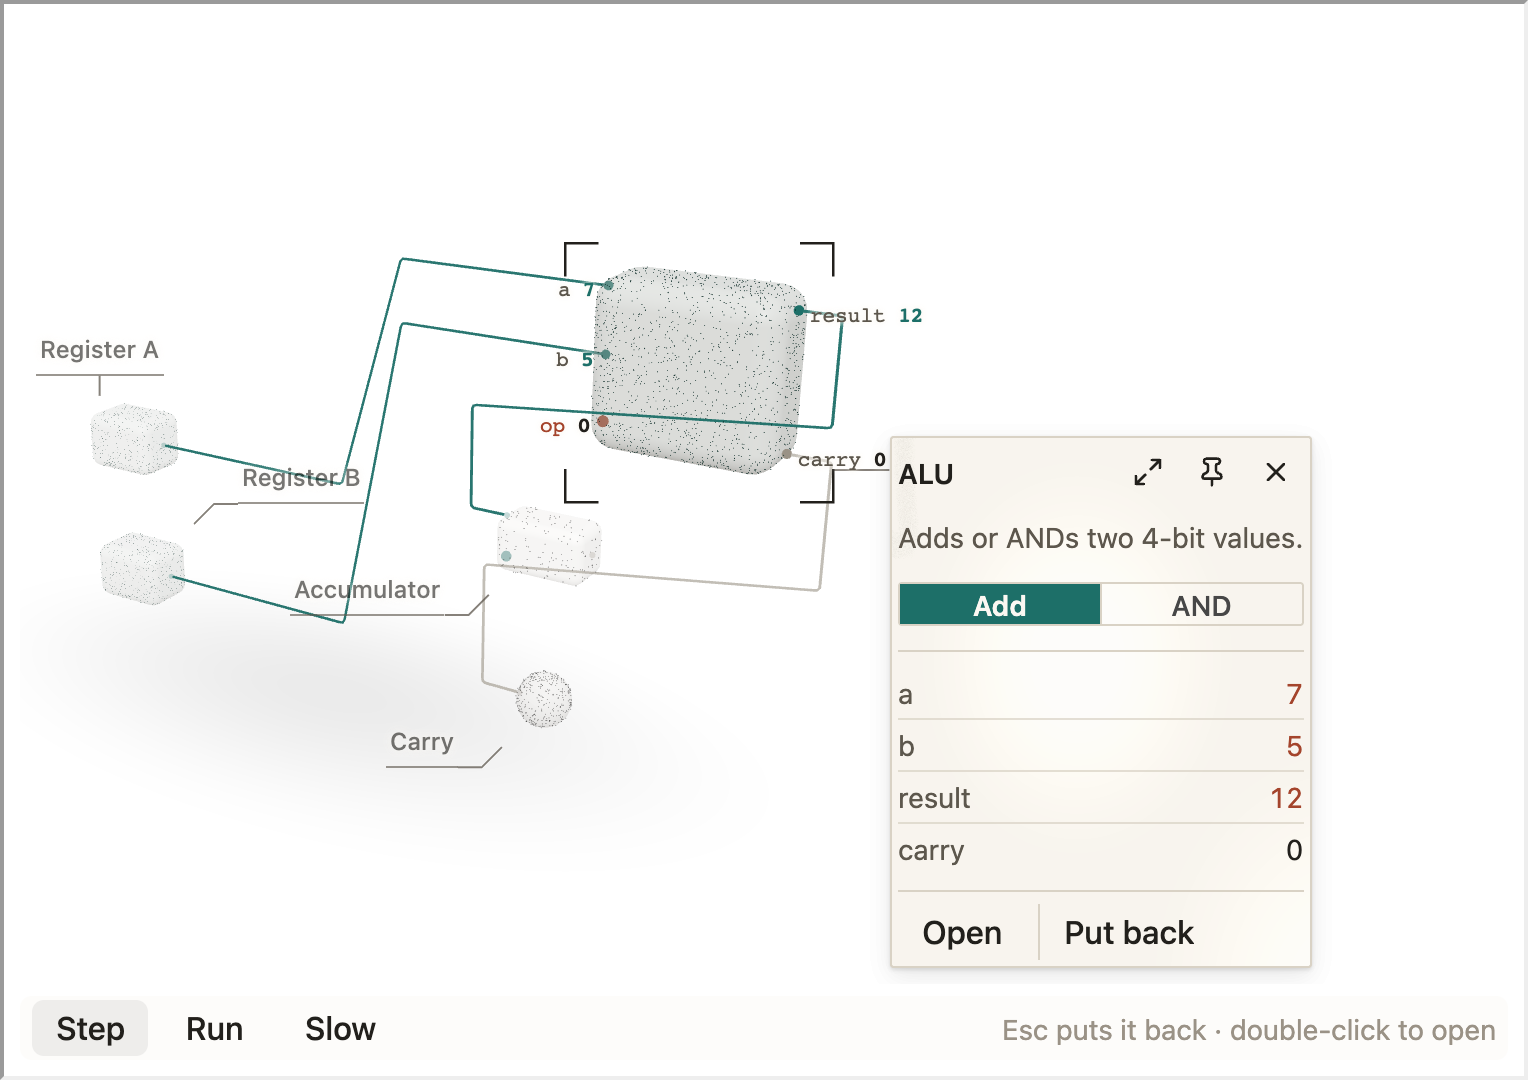 a 7
result 12
Register A
b 5
op 0
carry 0
Register B
Accumulator
Carry
ALU
Adds or ANDs two 4-bit values.
Add AND
a 7
b 5
result 12
carry 0
Open Put back
Step Run Slow
Esc puts it back · double-click to open